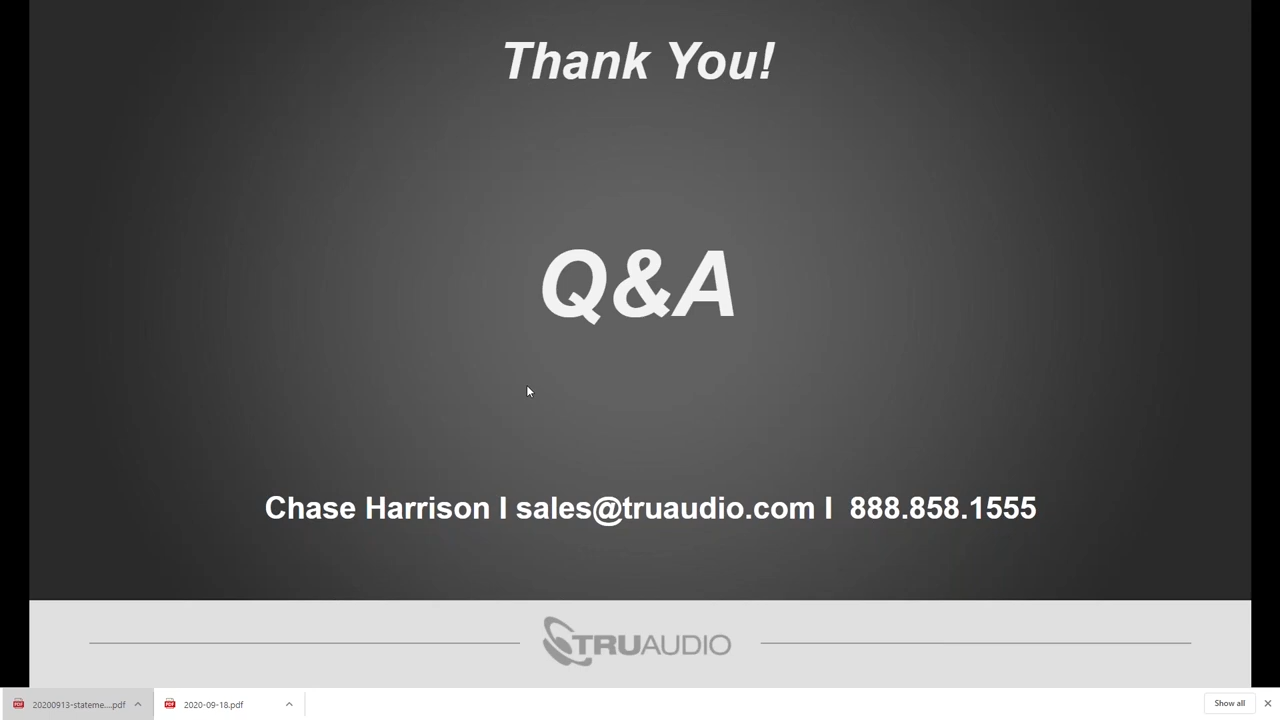 Thank You!
Q&A
Chase Harrison I sales@truaudio.com I 888.858.1555
TRUAUDIO
20200913-stateme....pdf 2020-09-18.pdf Show all